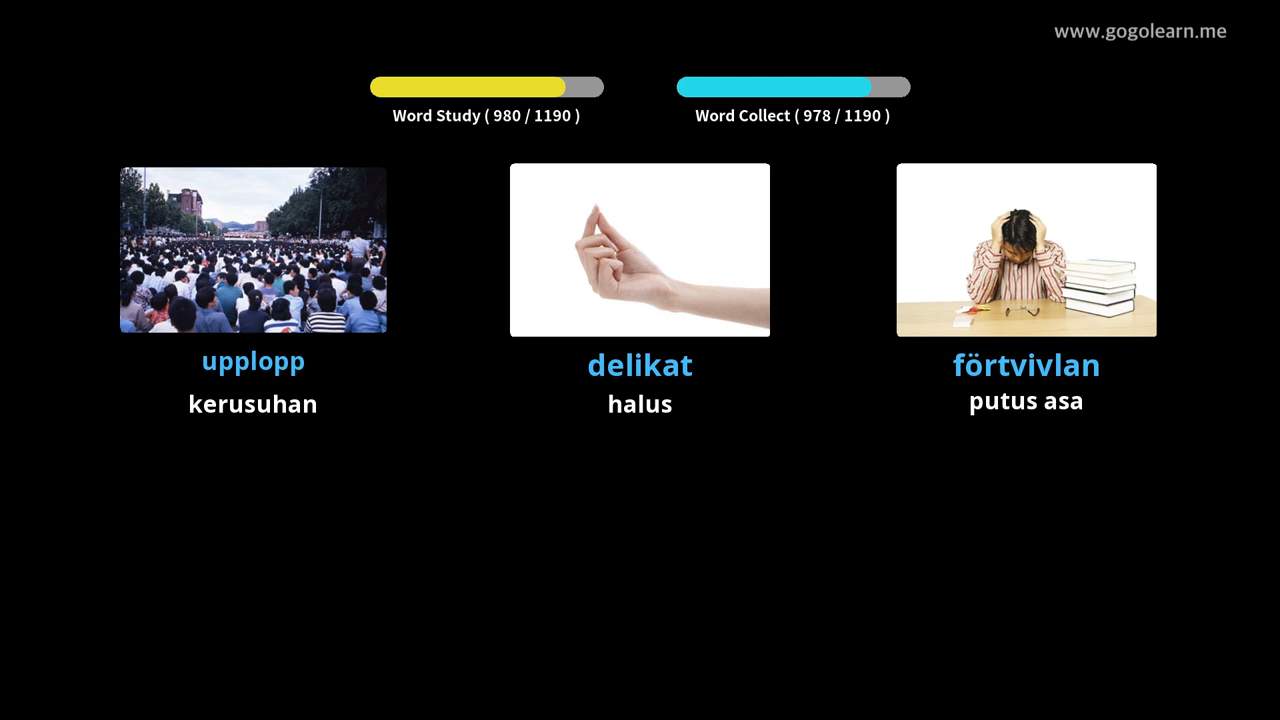 www.gogolearn.me
Word Study ( 980 / 1190 )
Word Collect ( 978 / 1190 )
upplopp
kerusuhan
delikat
halus
förtvivlan
putus asa